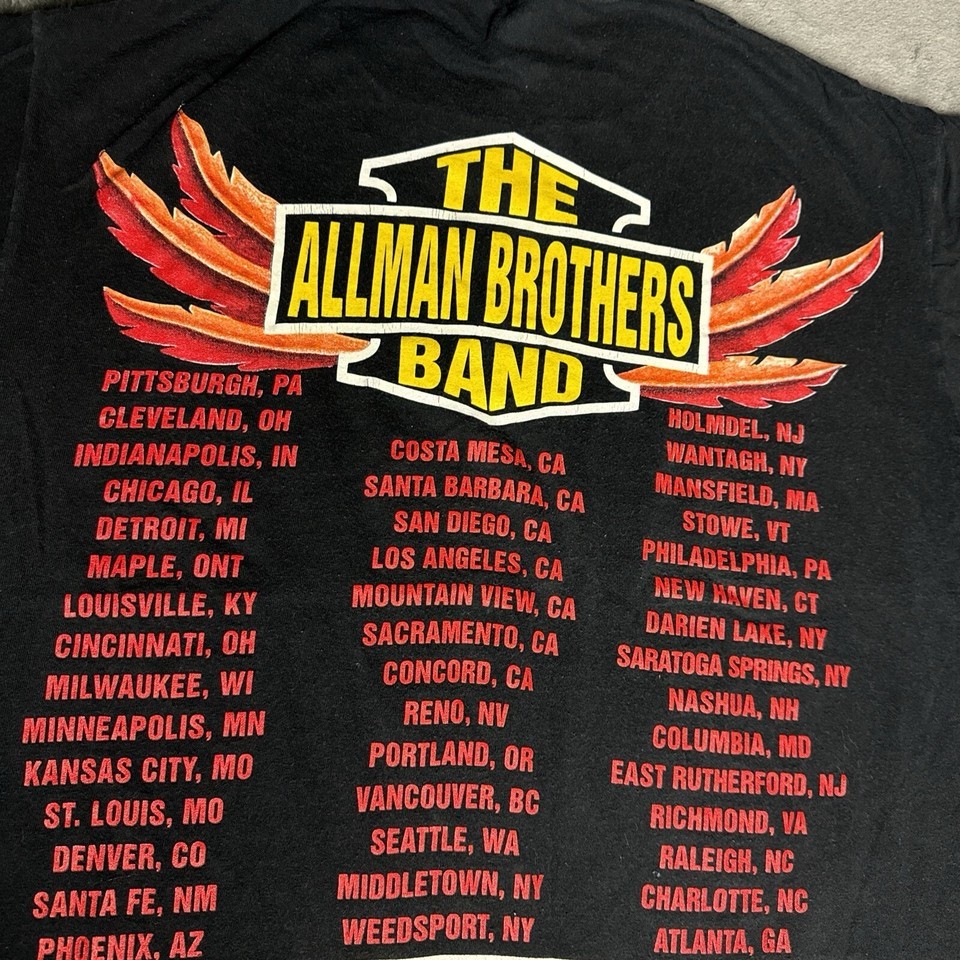 THE
ALLMAN BROTHERS
BAND
PITTSBURGH, PA
CLEVELAND, OH
INDIANAPOLIS, IN
CHICAGO, IL
DETROIT, MI
MAPLE, ONT
LOUISVILLE, KY
CINCINNATI, OH
MILWAUKEE, WI
MINNEAPOLIS, MN
KANSAS CITY, MO
ST. LOUIS, MO
DENVER, CO
SANTA FE, NM
PHOENIX, AZ
COSTA MESA, CA
SANTA BARBARA, CA
SAN DIEGO, CA
LOS ANGELES, CA
MOUNTAIN VIEW, CA
SACRAMENTO, CA
CONCORD, CA
RENO, NV
PORTLAND, OR
VANCOUVER, BC
SEATTLE, WA
MIDDLETOWN, NY
WEEDSPORT, NY
HOLMDEL, NJ
WANTAGH, NY
MANSFIELD, MA
STOWE, VT
PHILADELPHIA, PA
NEW HAVEN, CT
DARIEN LAKE, NY
SARATOGA SPRINGS, NY
NASHUA, NH
COLUMBIA, MD
EAST RUTHERFORD, NJ
RICHMOND, VA
RALEIGH, NC
CHARLOTTE, NC
ATLANTA, GA